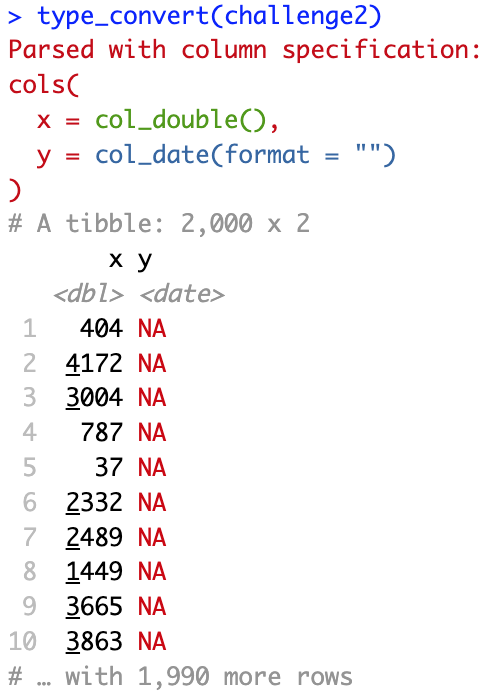 > type_convert(challenge2)
Parsed with column specification:
cols(
  x = col_double(),
  y = col_date(format = "")
)
# A tibble: 2,000 x 2
       x y
   <dbl> <date>
 1   404 NA
 2  4172 NA
 3  3004 NA
 4   787 NA
 5    37 NA
 6  2332 NA
 7  2489 NA
 8  1449 NA
 9  3665 NA
10  3863 NA
# … with 1,990 more rows